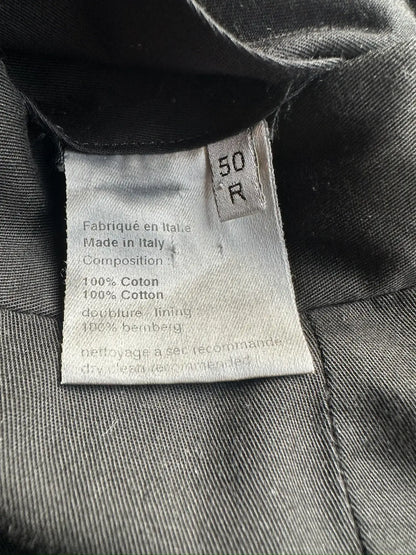 50
R
Fabriqué en Italie
Made in Italy
Composition :
100% Coton
100% Cotton
doublure - lining
100% bemberg
nettoyage a sec recommande
dry clean recommended